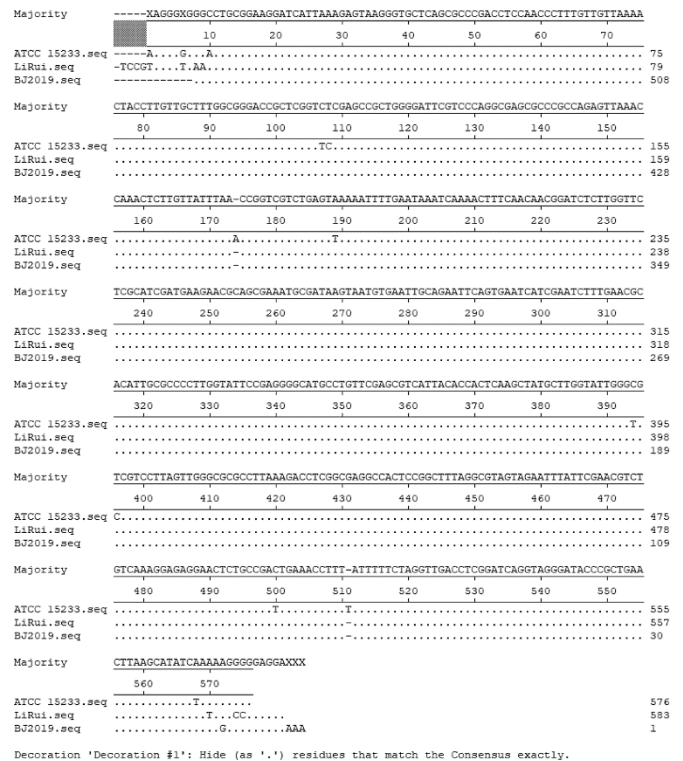 Majority -----XAGGGXGGGCCTGCGGAAGGATCATTAAAGAGTAAGGGTGCTCAGCGCCCGACCTCCAACCCTTTGTTGTTAAAA
10 20 30 40 50 60 70
ATCC 15233.seq -----A....G...A................................................................. 75
LiRui.seq -TCCGT....T.AA.................................................................. 79
BJ2019.seq ------------.................................................................... 508
Majority CTACCTTGTTGCTTTGGCGGGACCGCTCGGTCTCGAGCCGCTGGGGATTCGTCCCAGGCGAGCGCCCGCCAGAGTTAAAC
80 90 100 110 120 130 140 150
ATCC 15233.seq ...............................TC............................................... 155
LiRui.seq ................................................................................ 159
BJ2019.seq ................................................................................ 428
Majority CAAACTCTTGTTATTTAA-CCGGTCGTCTGAGTAAAAATTTTGAATAAATCAAAACTTTCAACAACGGATCTCTTGGTTC
160 170 180 190 200 210 220 230
ATCC 15233.seq ..................A..............T.............................................. 235
LiRui.seq ..................-............................................................. 238
BJ2019.seq ..................-............................................................. 349
Majority TCGCATCGATGAAGAACGCAGCGAAATGCGATAAGTAATGTGAATTGCAGAATTCAGTGAATCATCGAATCTTTGAACGC
240 250 260 270 280 290 300 310
ATCC 15233.seq ................................................................................ 315
LiRui.seq ................................................................................ 318
BJ2019.seq ................................................................................ 269
Majority ACATTGCGCCCCTTGGTATTCCGAGGGGCATGCCTGTTCGAGCGTCATTACACCACTCAAGCTATGCTTGGTATTGGGCG
320 330 340 350 360 370 380 390
ATCC 15233.seq ..............................................................................T. 395
LiRui.seq ................................................................................ 398
BJ2019.seq ................................................................................ 189
Majority TCGTCCTTAGTTGGGCGCGCCTTAAAGACCTCGGCGAGGCCACTCCGGCTTTAGGCGTAGTAGAATTTATTCGAACGTCT
400 410 420 430 440 450 460 470
ATCC 15233.seq C............................................................................... 475
LiRui.seq ................................................................................ 478
BJ2019.seq ................................................................................ 109
Majority GTCAAAGGAGAGGAACTCTGCCGACTGAAACCTTT-ATTTTTCTAGGTTGACCTCGGATCAGGTAGGGATACCCGCTGAA
480 490 500 510 520 530 540 550
ATCC 15233.seq ........................T..........T............................................ 555
LiRui.seq ...................................-............................................ 557
BJ2019.seq ...................................-............................................ 30
Majority CTTAAGCATATCAAAAAGGGGGAGGAXXX
560 570
ATCC 15233.seq ............T........ 576
LiRui.seq ..............G...CC...... 583
BJ2019.seq ................G.........AAA 1
Decoration 'Decoration #1': Hide (as '.') residues that match the Consensus exactly.